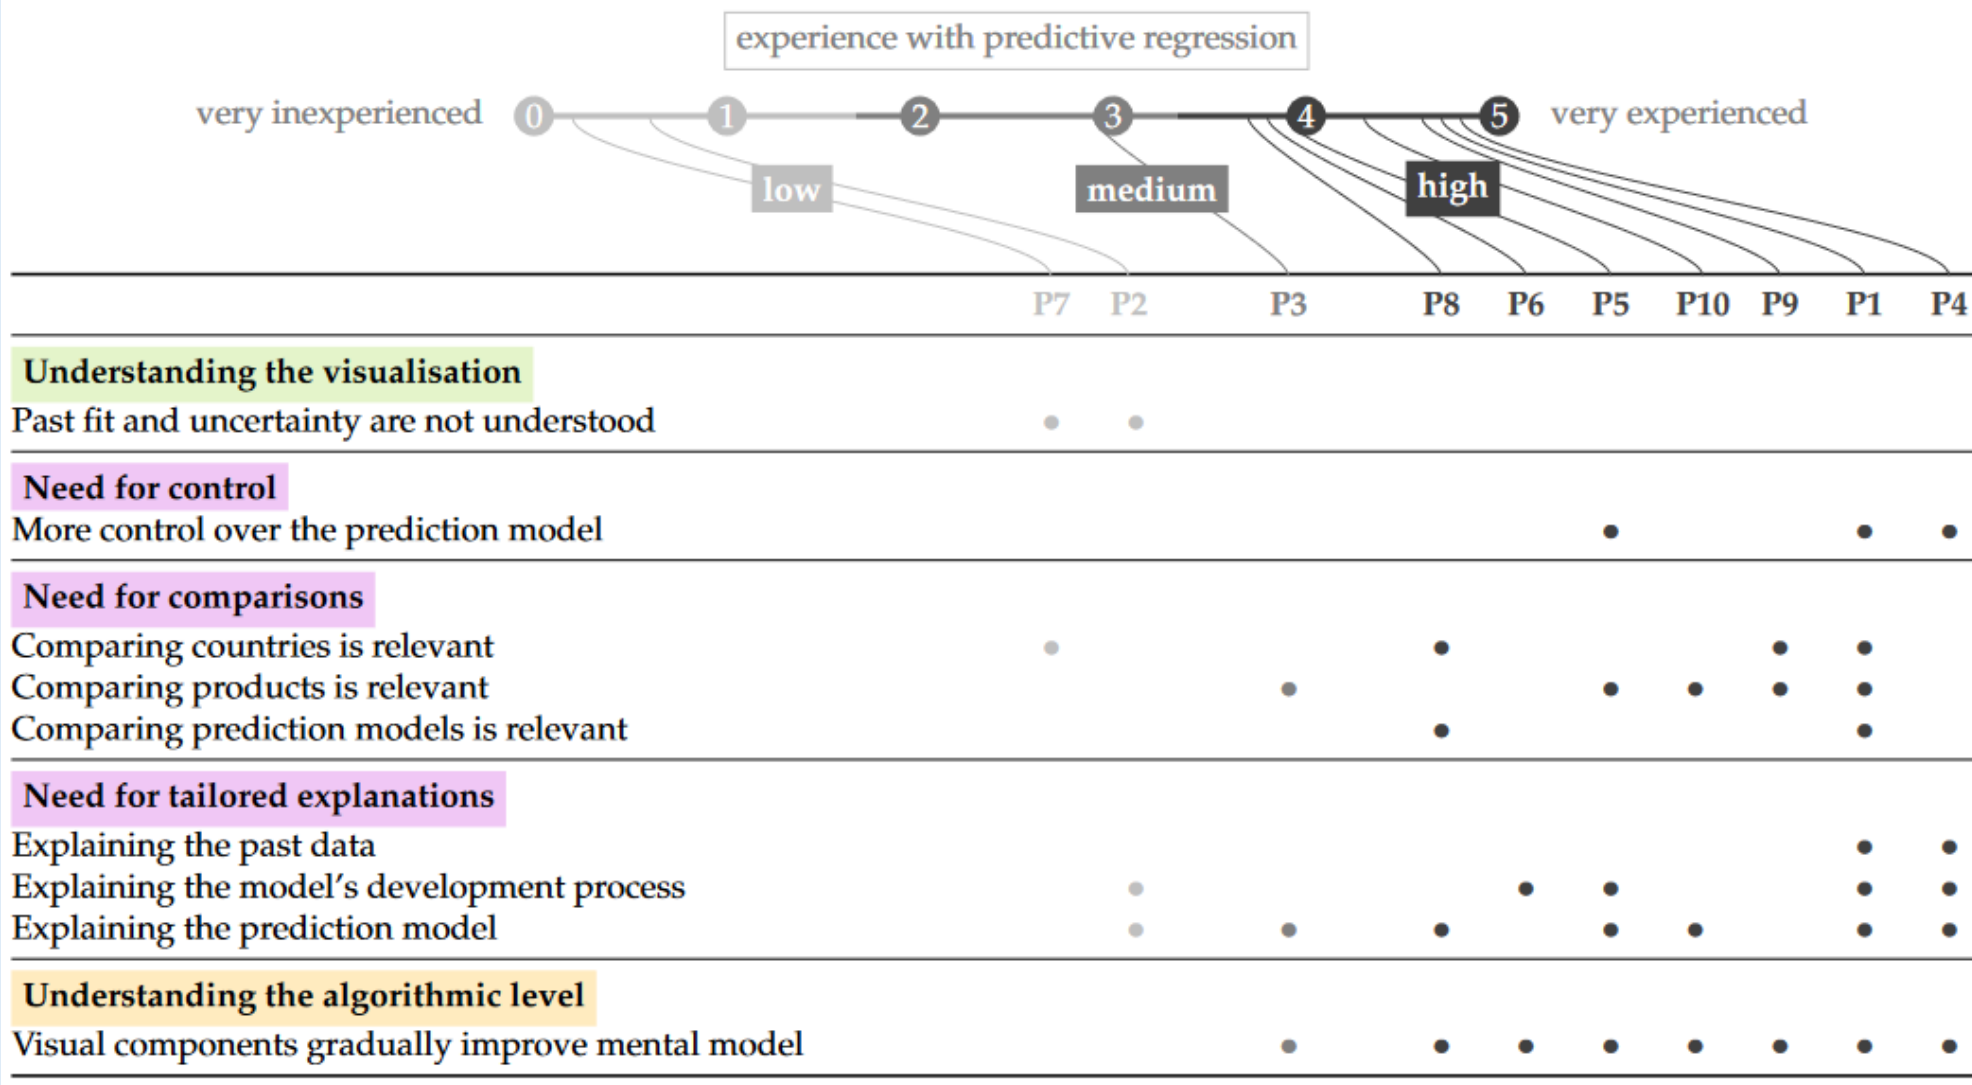 experience with predictive regression
very inexperienced 0 1 2 3 4 5 very experienced
low medium high
P7 P2 P3 P8 P6 P5 P10 P9 P1 P4
Understanding the visualisation
Past fit and uncertainty are not understood
Need for control
More control over the prediction model
Need for comparisons
Comparing countries is relevant
Comparing products is relevant
Comparing prediction models is relevant
Need for tailored explanations
Explaining the past data
Explaining the model's development process
Explaining the prediction model
Understanding the algorithmic level
Visual components gradually improve mental model